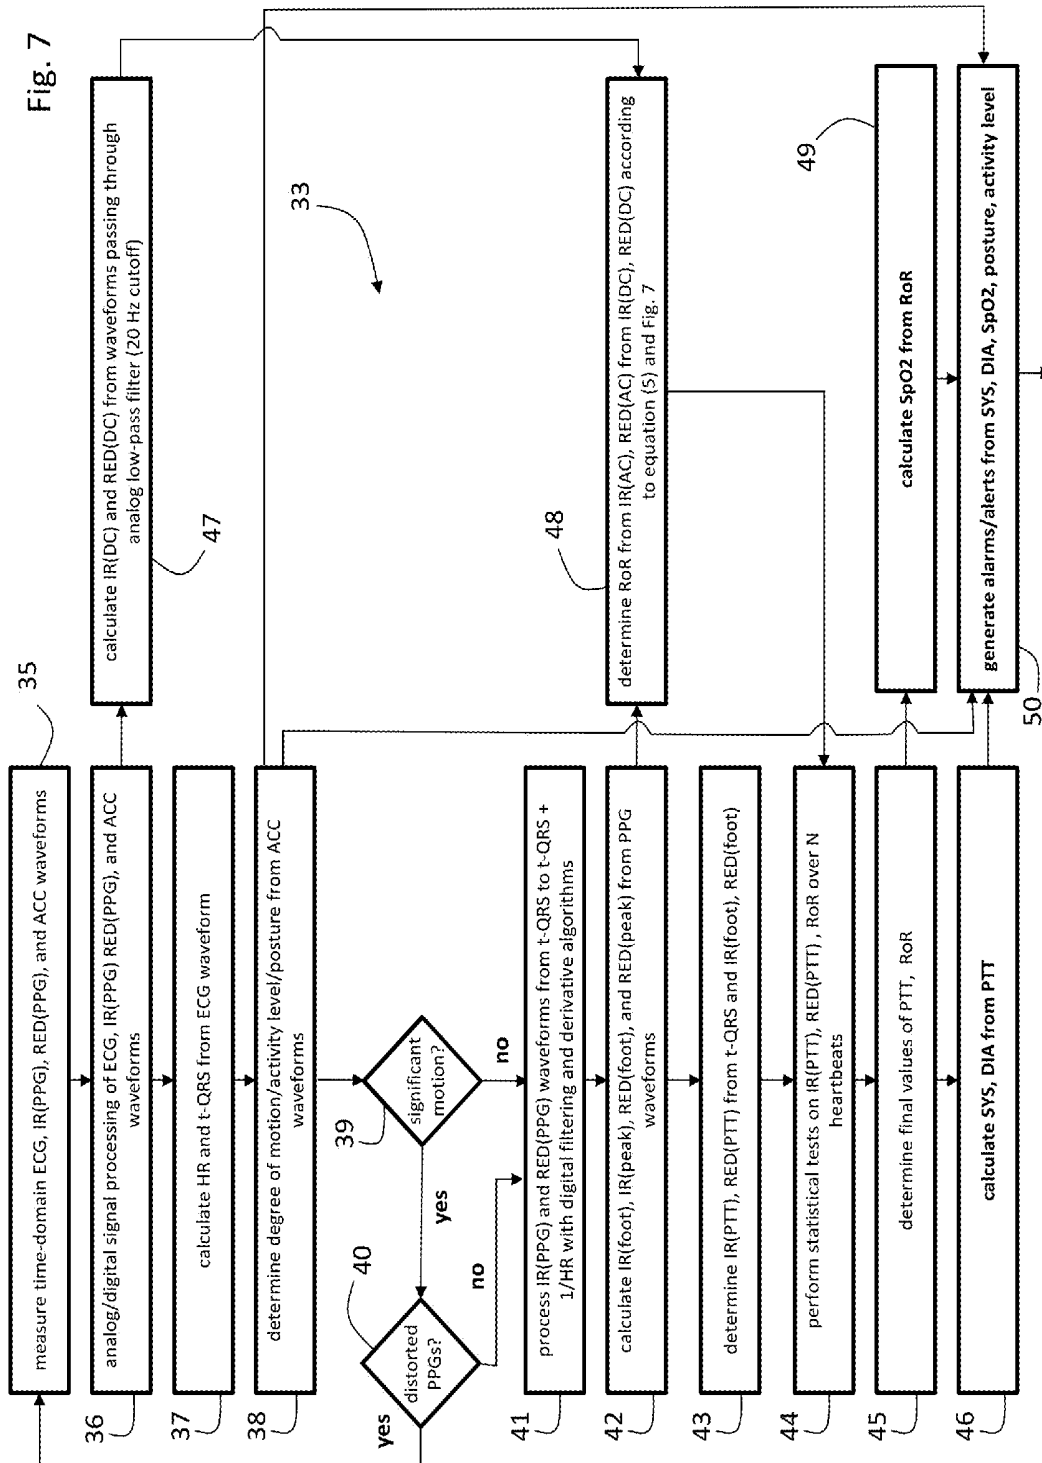 Fig. 7
33
measure time-domain ECG, IR(PPG), RED(PPG), and ACC waveforms
35
analog/digital signal processing of ECG, IR(PPG) RED(PPG), and ACC
waveforms
36
calculate HR and t-QRS from ECG waveform
37
determine degree of motion/activity level/posture from ACC
waveforms
38
significant
motion?
39
yes
no
distorted
PPGs?
40
yes
no
process IR(PPG) and RED(PPG) waveforms from t-QRS to t-QRS +
1/HR with digital filtering and derivative algorithms
41
calculate IR(foot), IR(peak), RED(foot), and RED(peak) from PPG
waveforms
42
determine IR(PTT), RED(PTT) from t-QRS and IR(foot), RED(foot)
43
perform statistical tests on IR(PTT), RED(PTT) , RoR over N
heartbeats
44
determine final values of PTT, RoR
45
calculate SYS, DIA from PTT
46
calculate IR(DC) and RED(DC) from waveforms passing through
analog low-pass filter (20 Hz cutoff)
47
determine RoR from IR(AC), RED(AC) from IR(DC), RED(DC) according
to equation (5) and Fig. 7
48
calculate SpO2 from RoR
49
generate alarms/alerts from SYS, DIA, SpO2, posture, activity level
50